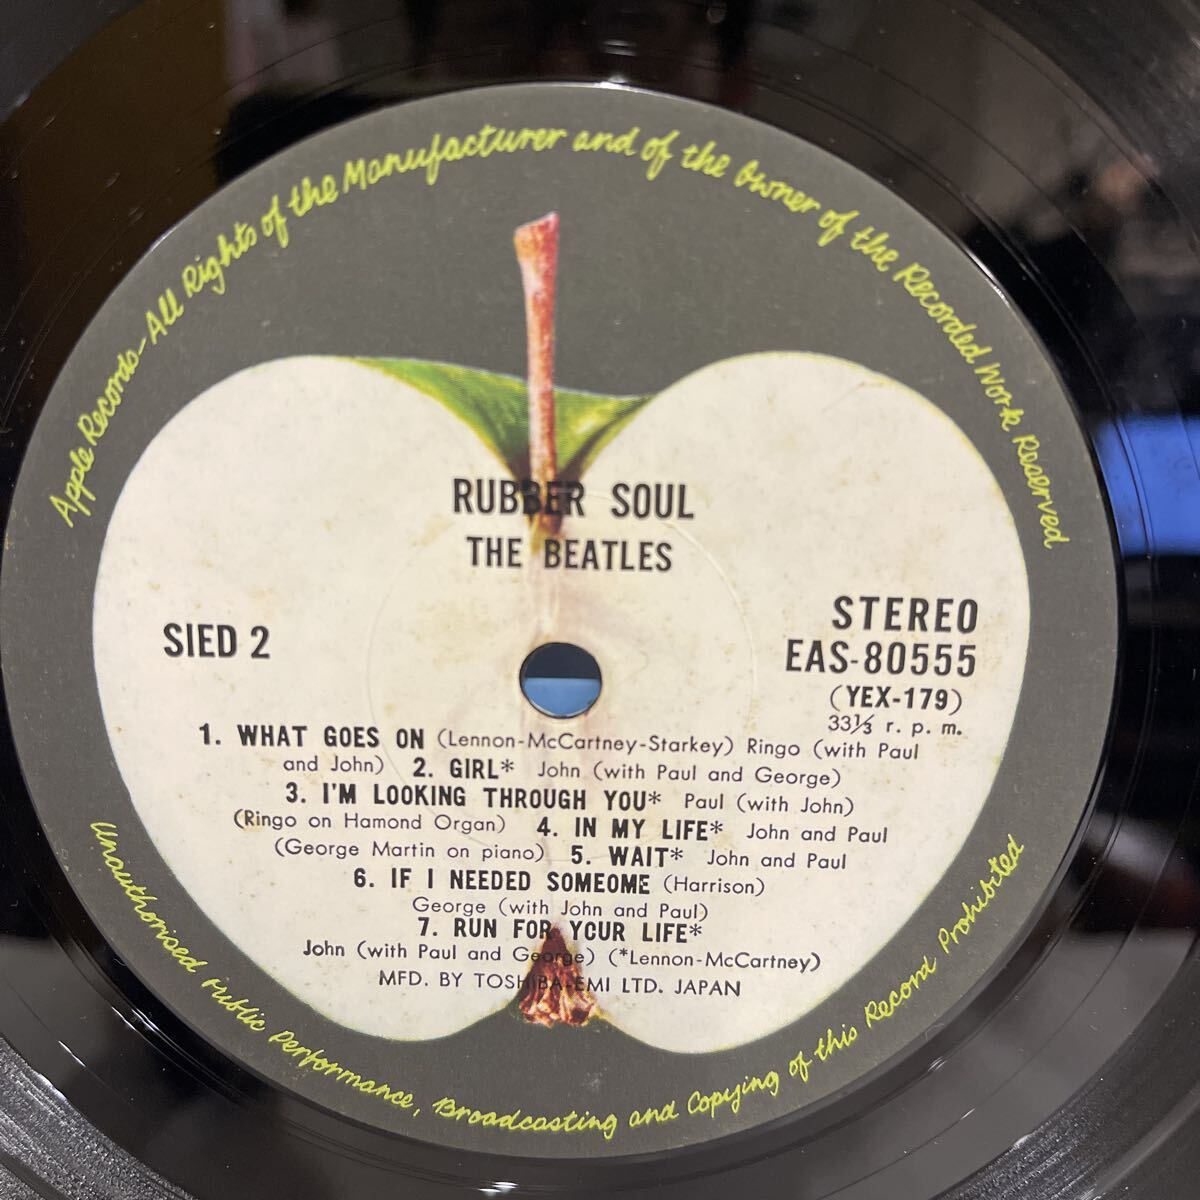 Apple Records-All Rights of the Manufacturer and of the Owner of the Recorded Work Reserved
RUBBER SOUL
THE BEATLES
SIED 2
STEREO
EAS-80555
(YEX-179)
33⅓ r. p. m.
1. WHAT GOES ON (Lennon-McCartney-Starkey) Ringo (with Paul
and John) 2. GIRL* John (with Paul and George)
3. I'M LOOKING THROUGH YOU* Paul (with John)
(Ringo on Hamond Organ) 4. IN MY LIFE* John and Paul
(George Martin on piano) 5. WAIT* John and Paul
6. IF I NEEDED SOMEOME (Harrison)
George (with John and Paul)
7. RUN FOR YOUR LIFE*
John (with Paul and George) (*Lennon-McCartney)
MFD. BY TOSHIBA-EMI LTD. JAPAN
Unauthorised Public Performance, Broadcasting and Copying of this Record Prohibited